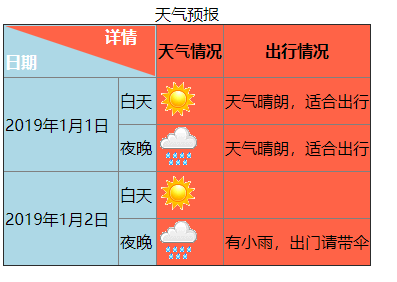 天气预报
详情
日期
天气情况
出行情况
2019年1月1日
白天
天气晴朗，适合出行
夜晚
天气晴朗，适合出行
2019年1月2日
白天
夜晚
有小雨，出门请带伞